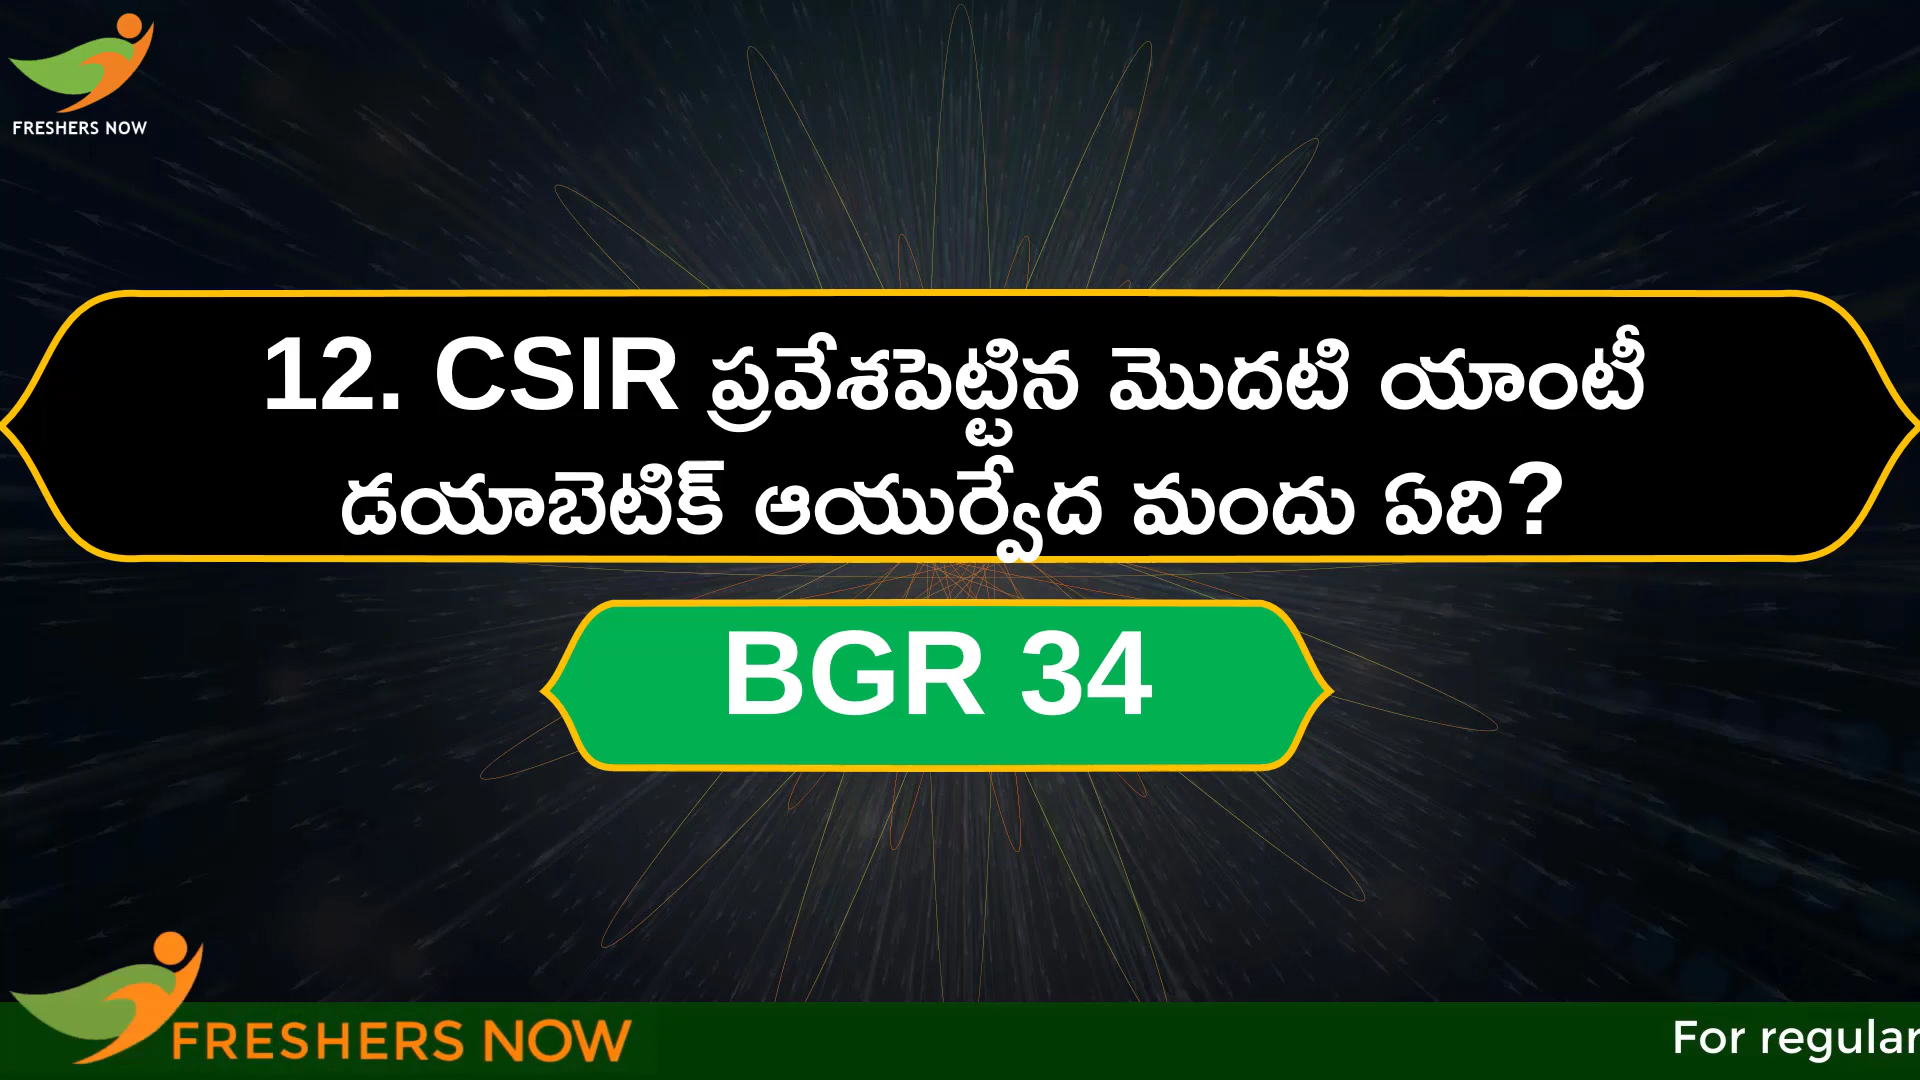 FRESHERS NOW
12. CSIR ప్రవేశపెట్టిన మొదటి యాంటీ
డయాబెటిక్ ఆయుర్వేద మందు ఏది?
BGR 34
FRESHERS NOW
For regular